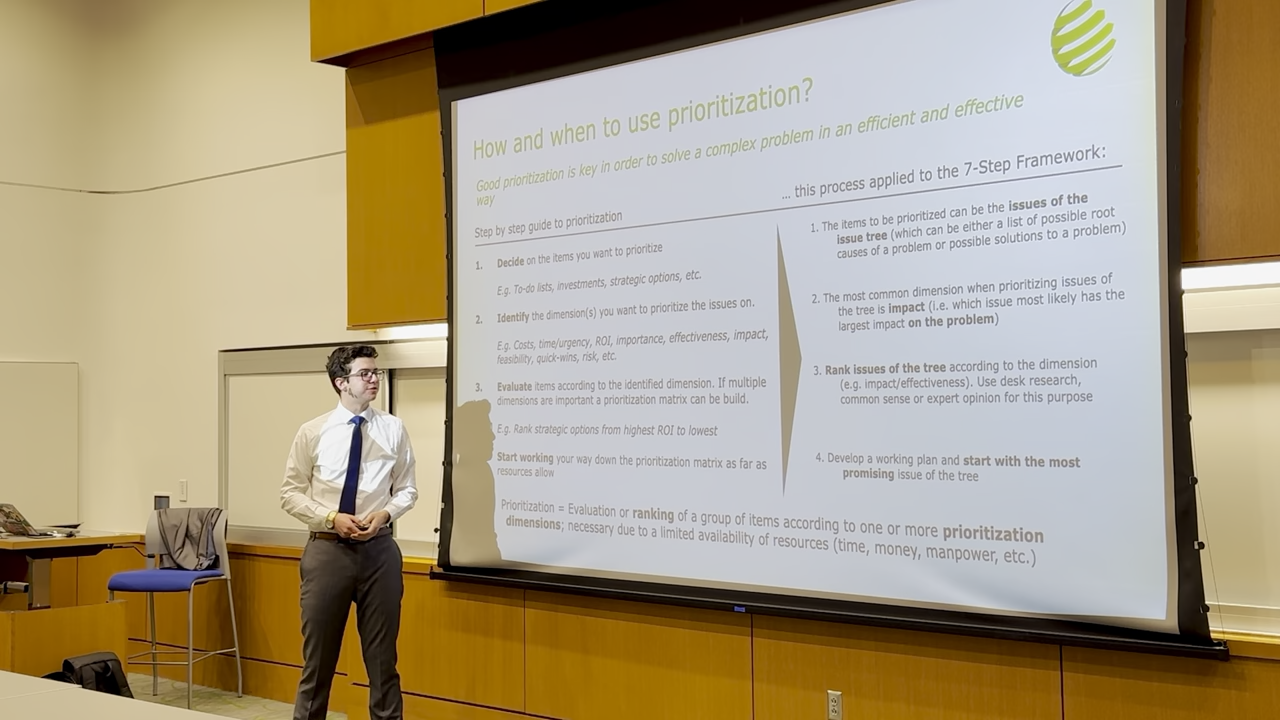 How and when to use prioritization?
Good prioritization is key in order to solve a complex problem in an efficient and effective
way
Step by step guide to prioritization
1. Decide on the items you want to prioritize
E.g. To-do lists, investments, strategic options, etc.
2. Identify the dimension(s) you want to prioritize the issues on.
E.g. Costs, time/urgency, ROI, importance, effectiveness, impact,
feasibility, quick-wins, risk, etc.
3. Evaluate items according to the identified dimension. If multiple
dimensions are important a prioritization matrix can be build.
E.g. Rank strategic options from highest ROI to lowest
Start working your way down the prioritization matrix as far as
resources allow
... this process applied to the 7-Step Framework:
1. The items to be prioritized can be the issues of the
issue tree (which can be either a list of possible root
causes of a problem or possible solutions to a problem)
2. The most common dimension when prioritizing issues of
the tree is impact (i.e. which issue most likely has the
largest impact on the problem)
3. Rank issues of the tree according to the dimension
(e.g. impact/effectiveness). Use desk research,
common sense or expert opinion for this purpose
4. Develop a working plan and start with the most
promising issue of the tree
Prioritization = Evaluation or ranking of a group of items according to one or more prioritization
dimensions; necessary due to a limited availability of resources (time, money, manpower, etc.)